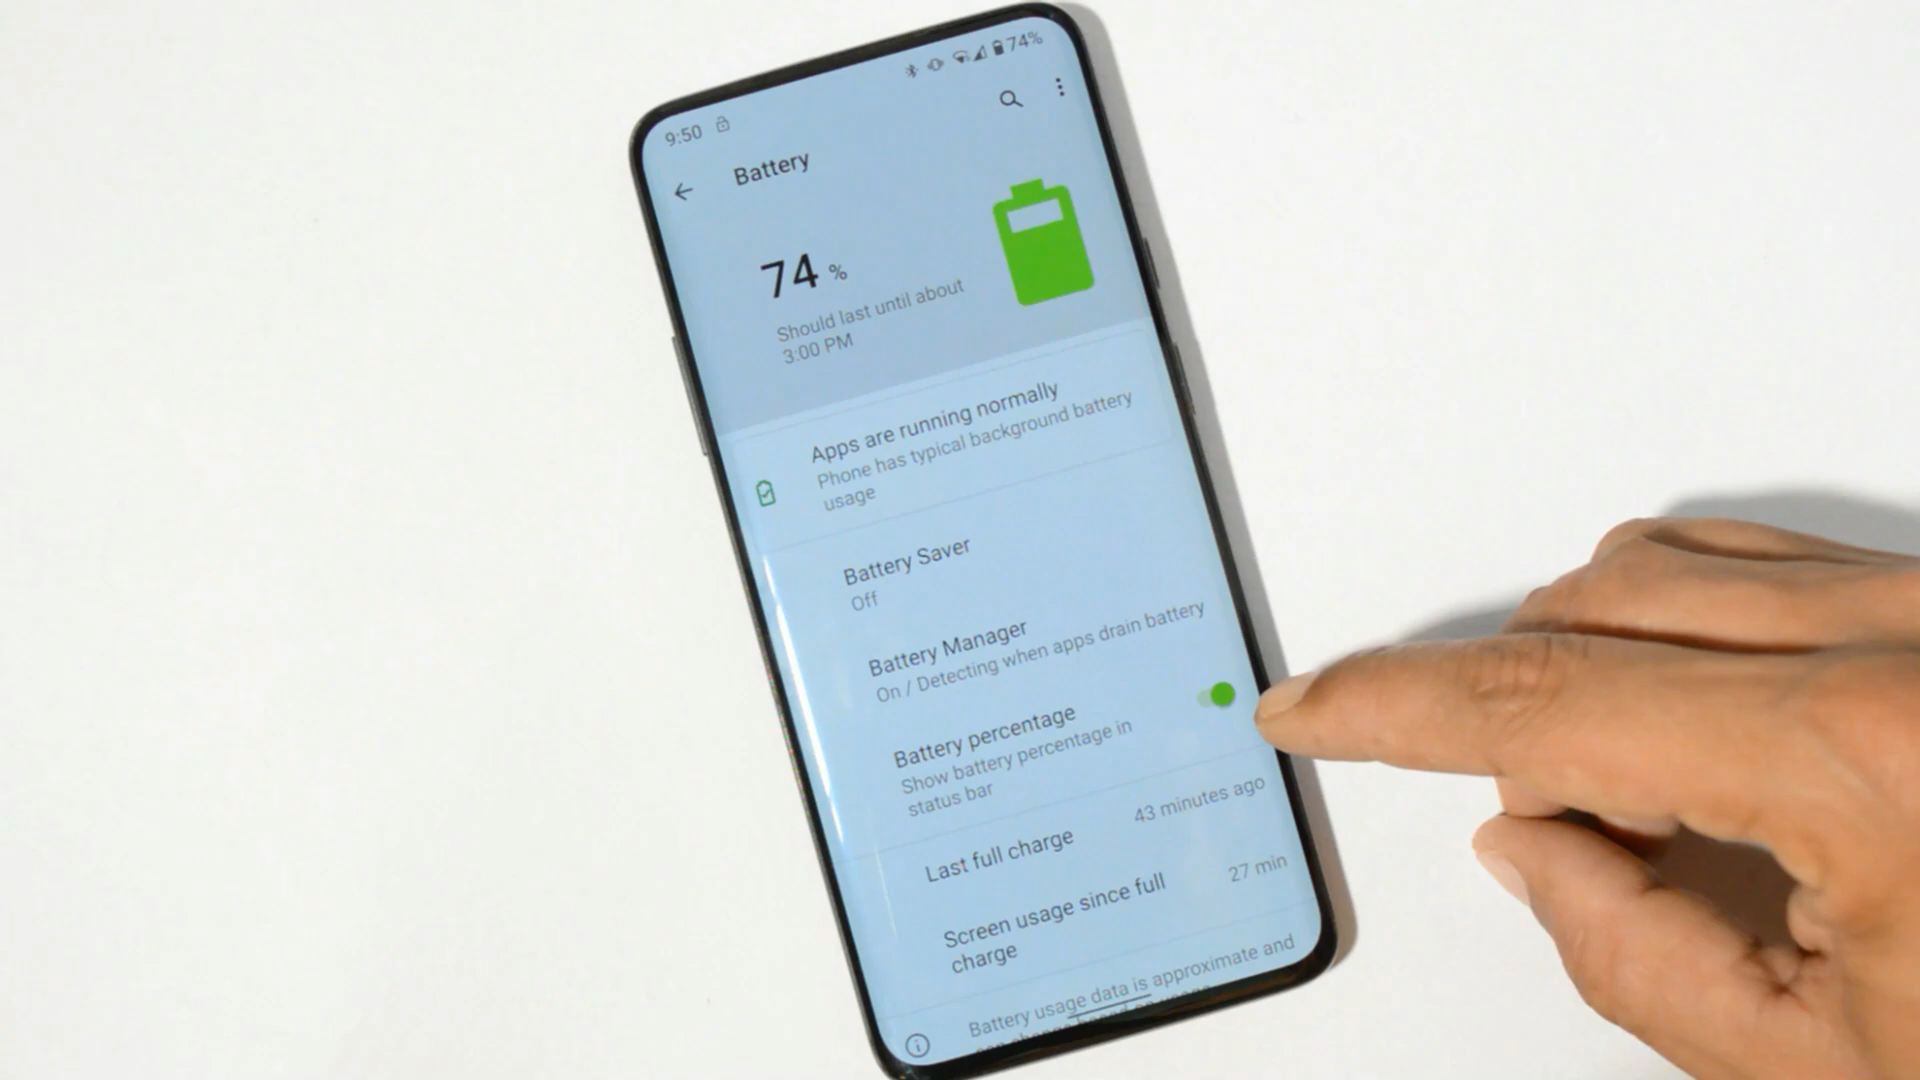 74%
9:50
Battery
74 %
Should last until about
3:00 PM
Apps are running normally
Phone has typical background battery
usage
Battery Saver
Off
Battery Manager
On / Detecting when apps drain battery
Battery percentage
Show battery percentage in
status bar
Last full charge
43 minutes ago
Screen usage since full
charge
27 min
Battery usage data is approximate and